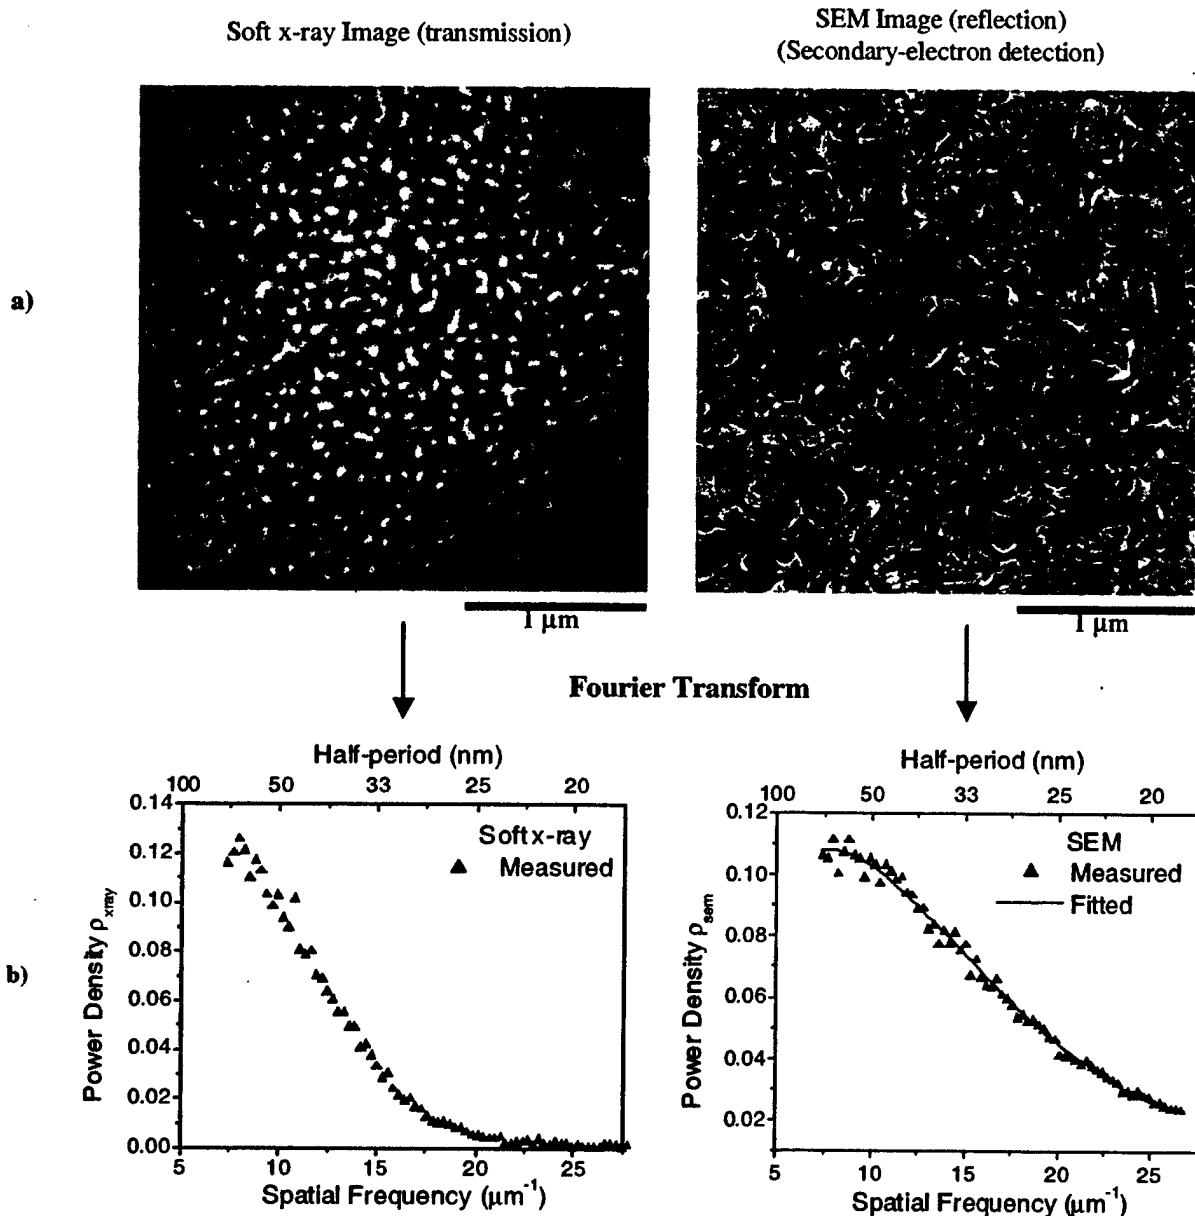 Soft x-ray Image (transmission)
SEM Image (reflection)
(Secondary-electron detection)
a)
1 μm
1 μm
Fourier Transform
b)
Half-period (nm)
100 50 33 25 20
Power Density ρxray
0.14
0.12
0.10
0.08
0.06
0.04
0.02
0.00
Soft x-ray
Measured
5 10 15 20 25
Spatial Frequency (μm⁻¹)
Half-period (nm)
100 50 33 25 20
Power Density ρsem
0.12
0.10
0.08
0.06
0.04
0.02
SEM
Measured
Fitted
5 10 15 20 25
Spatial Frequency (μm⁻¹)